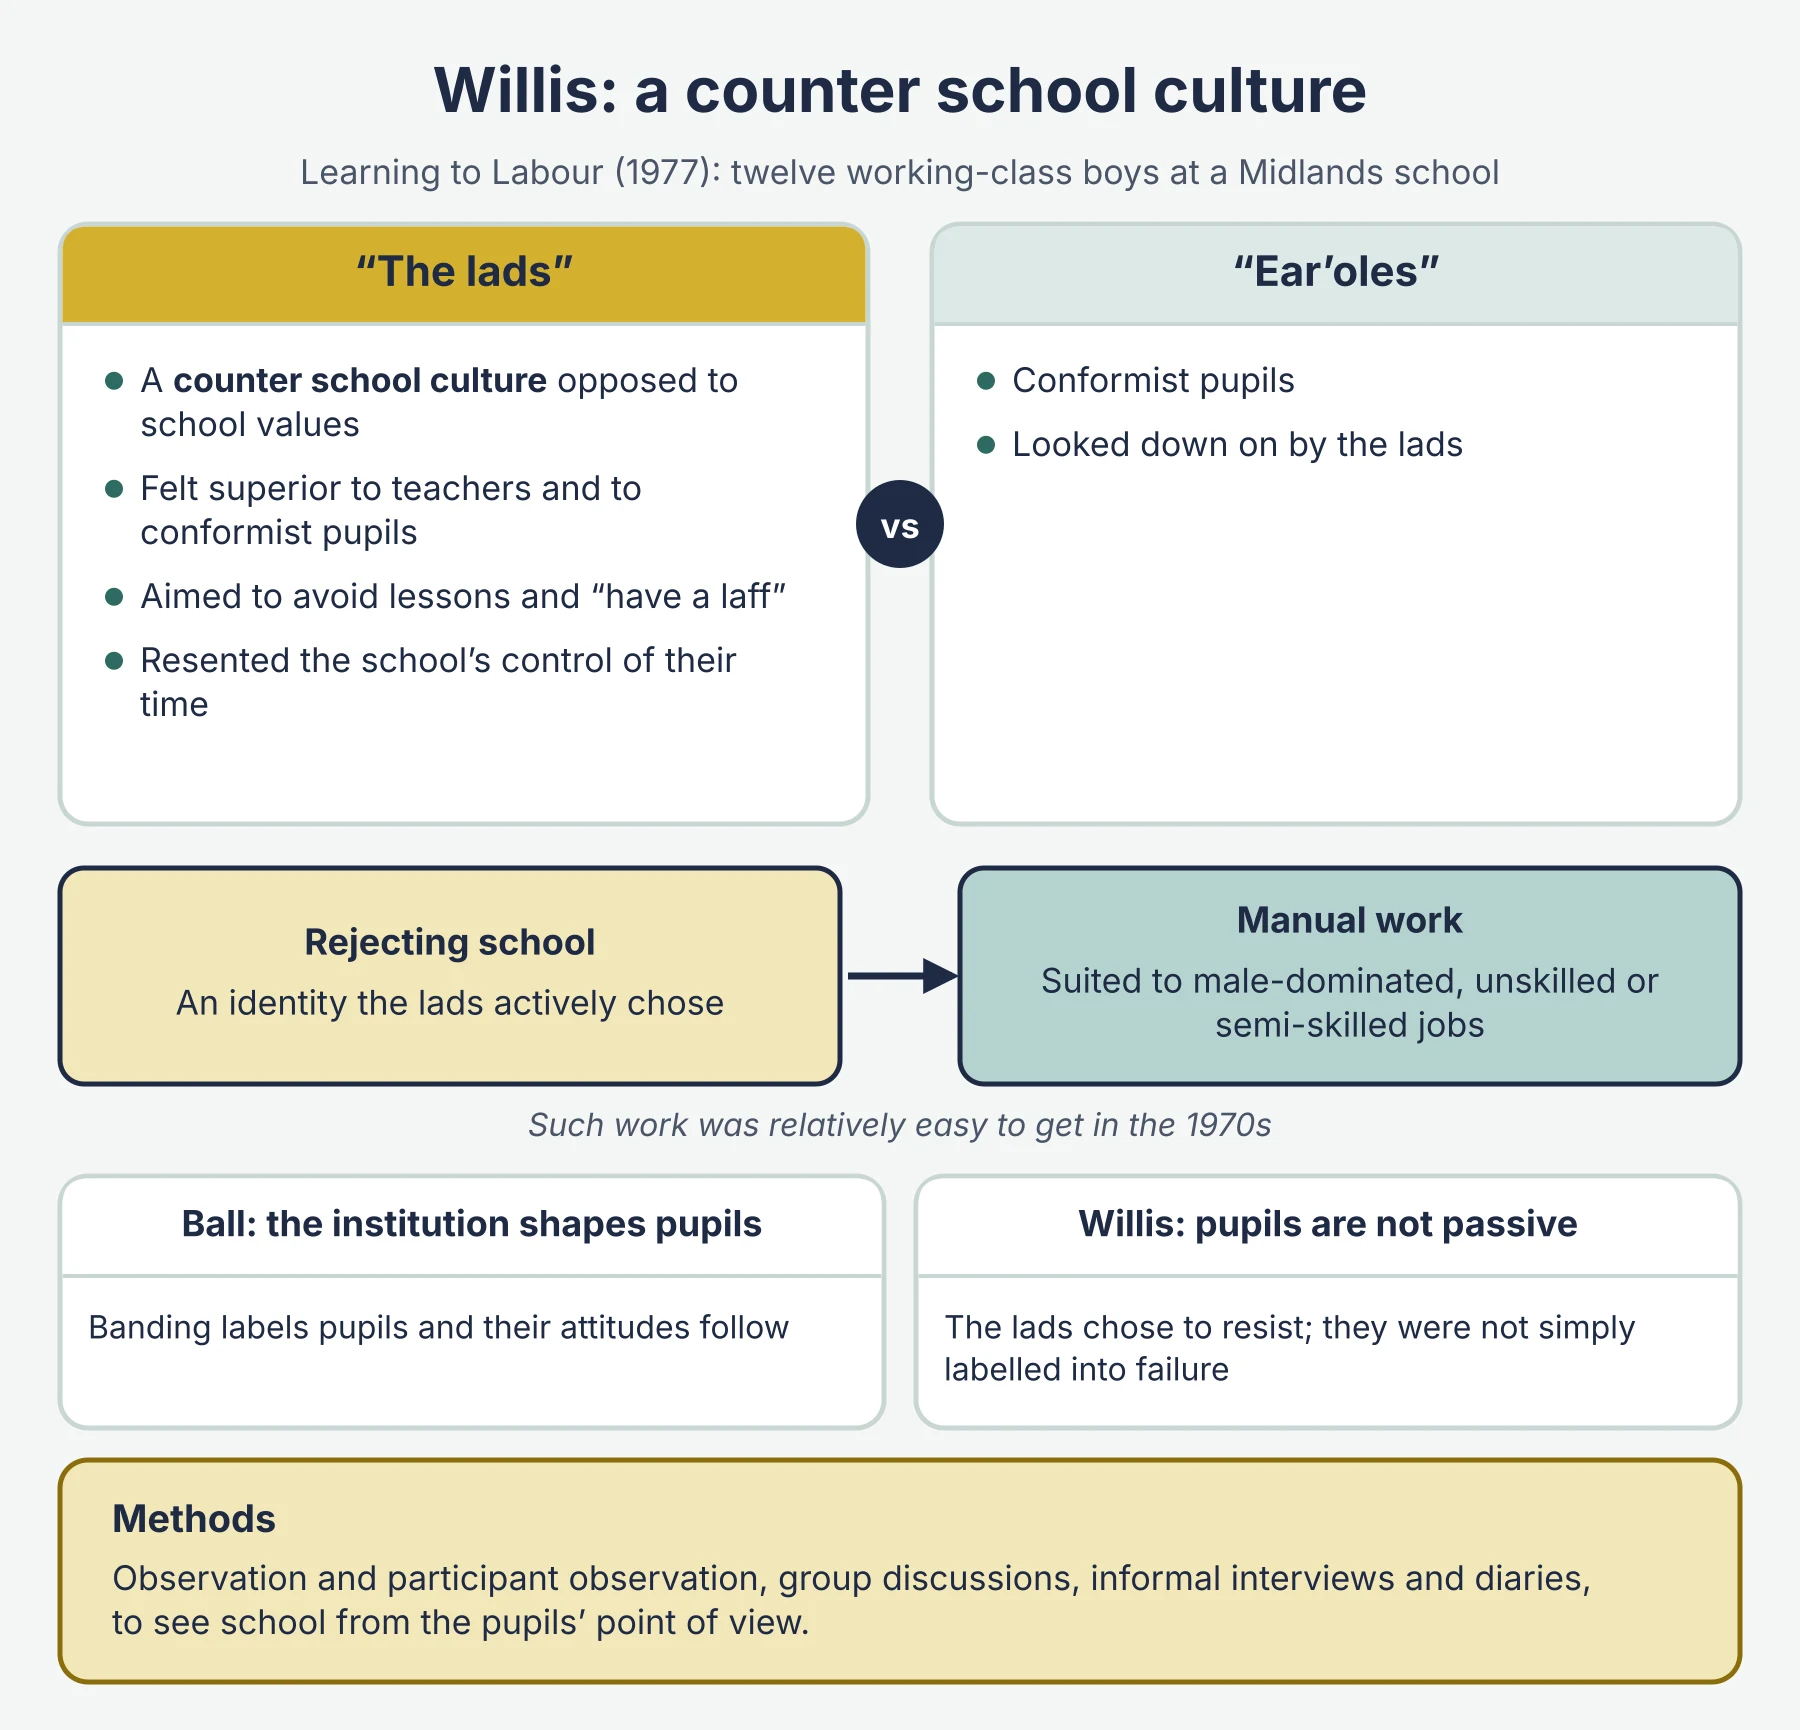 Willis: a counter school culture
Learning to Labour (1977): twelve working-class boys at a Midlands school
“The lads”
A counter school culture opposed to
school values
Felt superior to teachers and to
conformist pupils
Aimed to avoid lessons and “have a laff”
Resented the school’s control of their
time
vs
“Ear’oles”
Conformist pupils
Looked down on by the lads
Rejecting school
An identity the lads actively chose
Manual work
Suited to male-dominated, unskilled or
semi-skilled jobs
Such work was relatively easy to get in the 1970s
Ball: the institution shapes pupils
Banding labels pupils and their attitudes follow
Willis: pupils are not passive
The lads chose to resist; they were not simply
labelled into failure
Methods
Observation and participant observation, group discussions, informal interviews and diaries,
to see school from the pupils’ point of view.